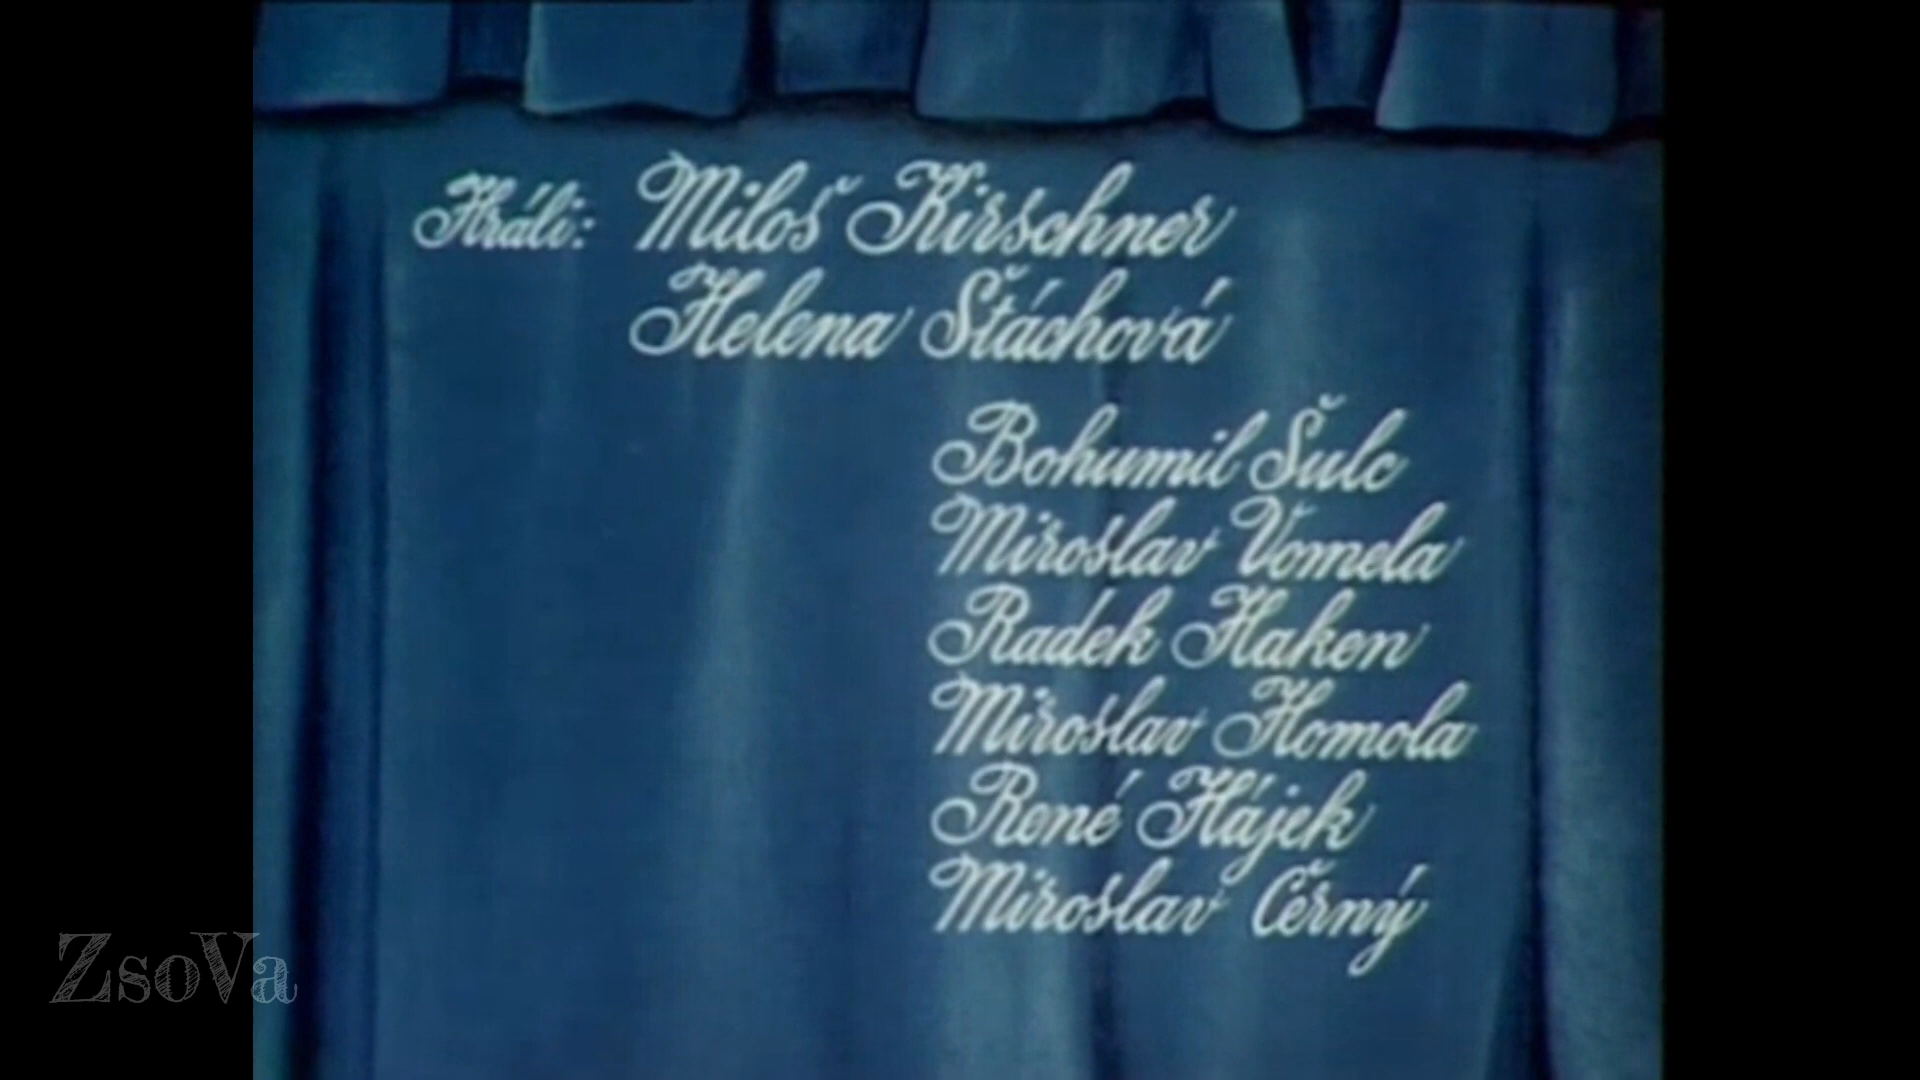 Hráli: Miloš Kirschner
Helena Štáchová
Bohumil Šulc
Miroslav Vomela
Radek Haken
Miroslav Homola
René Hájek
Miroslav Černý
ZsoVa